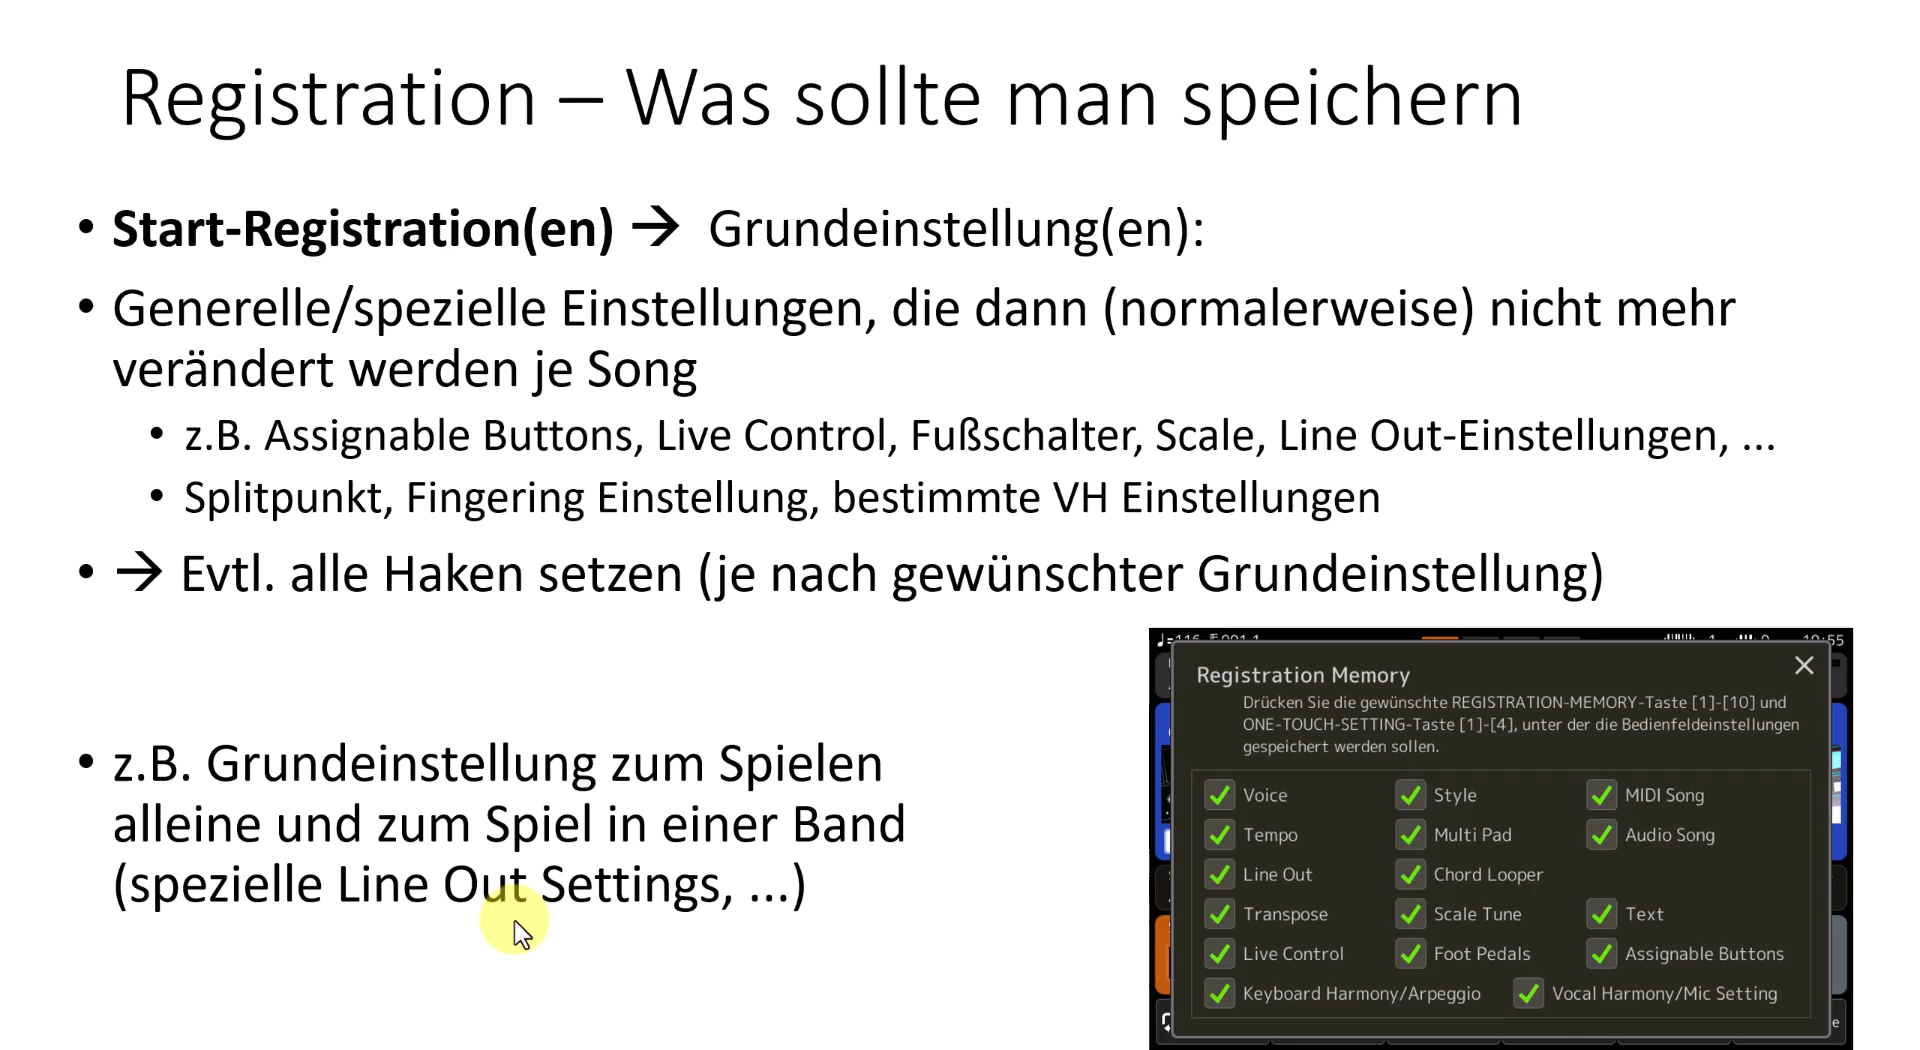 Registration – Was sollte man speichern
• Start-Registration(en) → Grundeinstellung(en):
• Generelle/spezielle Einstellungen, die dann (normalerweise) nicht mehr
verändert werden je Song
• z.B. Assignable Buttons, Live Control, Fußschalter, Scale, Line Out-Einstellungen, ...
• Splitpunkt, Fingering Einstellung, bestimmte VH Einstellungen
• → Evtl. alle Haken setzen (je nach gewünschter Grundeinstellung)
• z.B. Grundeinstellung zum Spielen
alleine und zum Spiel in einer Band
(spezielle Line Out Settings, ...)
Registration Memory
Drücken Sie die gewünschte REGISTRATION-MEMORY-Taste [1]-[10] und
ONE-TOUCH-SETTING-Taste [1]-[4], unter der die Bedienfeldeinstellungen
gespeichert werden sollen.
Voice Style MIDI Song
Tempo Multi Pad Audio Song
Line Out Chord Looper
Transpose Scale Tune Text
Live Control Foot Pedals Assignable Buttons
Keyboard Harmony/Arpeggio Vocal Harmony/Mic Setting